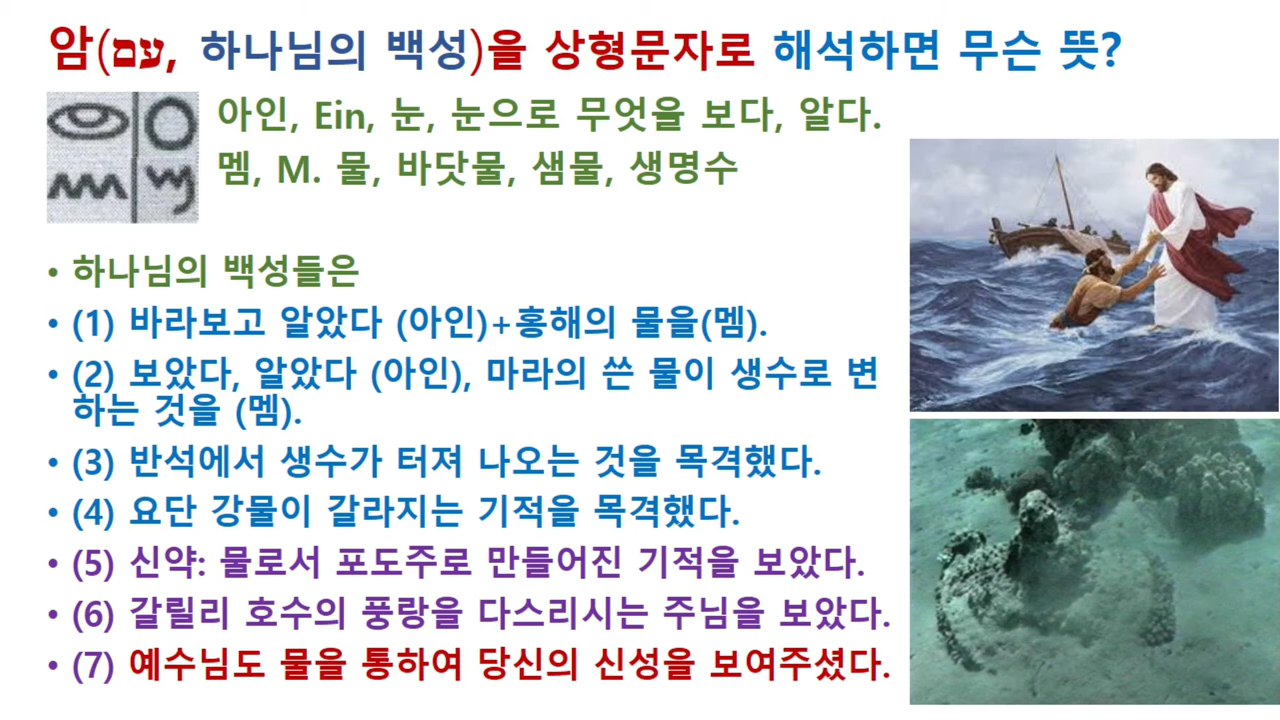 암(עם, 하나님의 백성)을 상형문자로 해석하면 무슨 뜻?
아인, Ein, 눈, 눈으로 무엇을 보다, 알다.
멤, M. 물, 바닷물, 샘물, 생명수
• 하나님의 백성들은
• (1) 바라보고 알았다 (아인)+홍해의 물을(멤).
• (2) 보았다, 알았다 (아인), 마라의 쓴 물이 생수로 변
하는 것을 (멤).
• (3) 반석에서 생수가 터져 나오는 것을 목격했다.
• (4) 요단 강물이 갈라지는 기적을 목격했다.
• (5) 신약: 물로서 포도주로 만들어진 기적을 보았다.
• (6) 갈릴리 호수의 풍랑을 다스리시는 주님을 보았다.
• (7) 예수님도 물을 통하여 당신의 신성을 보여주셨다.